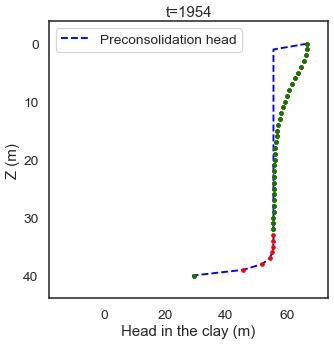 t=1954
Preconsolidation head
0
10
20
30
40
Z (m)
0 20 40 60
Head in the clay (m)